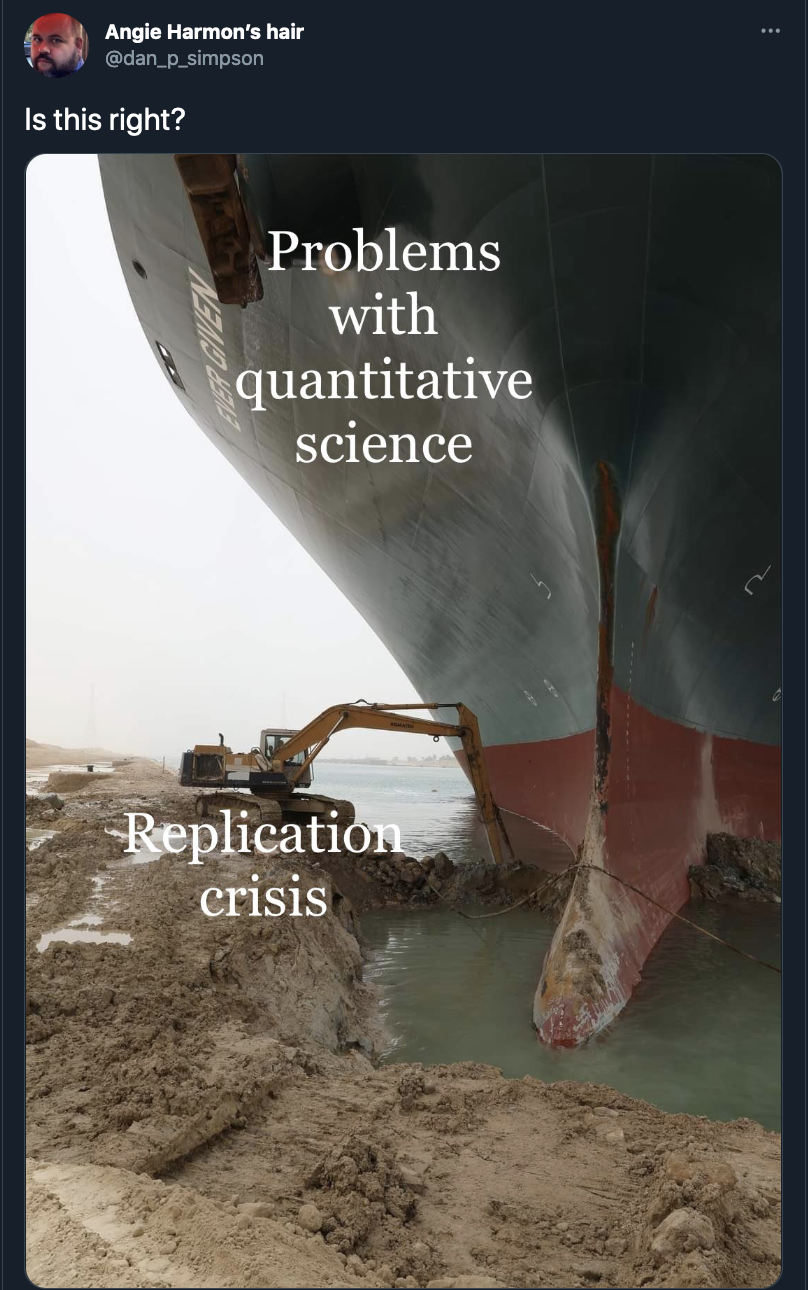 Angie Harmon's hair
@dan_p_simpson
Is this right?
EVER GIVEN
Problems
with
quantitative
science
Replication
crisis